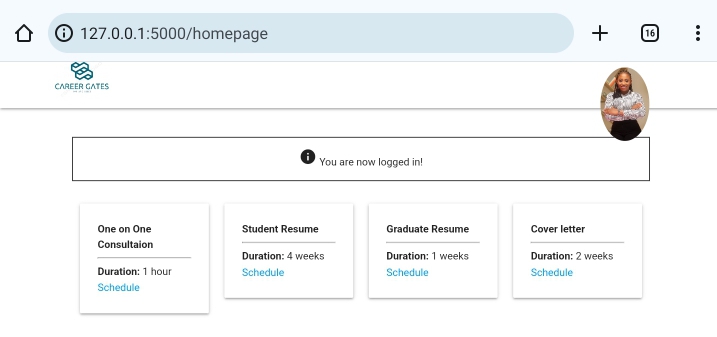 127.0.0.1:5000/homepage
16
CAREER GATES
You are now logged in!
One on One
Consultaion
Duration: 1 hour
Schedule
Student Resume
Duration: 4 weeks
Schedule
Graduate Resume
Duration: 1 weeks
Schedule
Cover letter
Duration: 2 weeks
Schedule